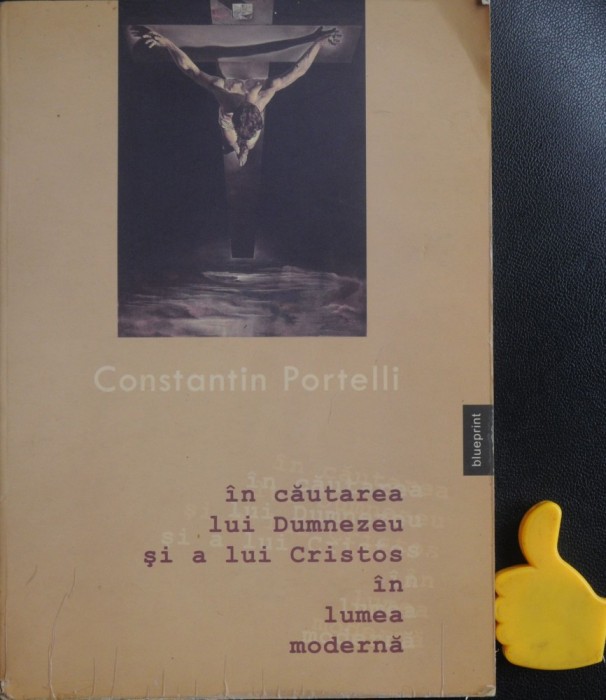 Constantin Portelli
blueprint
în căutarea
lui Dumnezeu
şi a lui Cristos
în
lumea
modernă